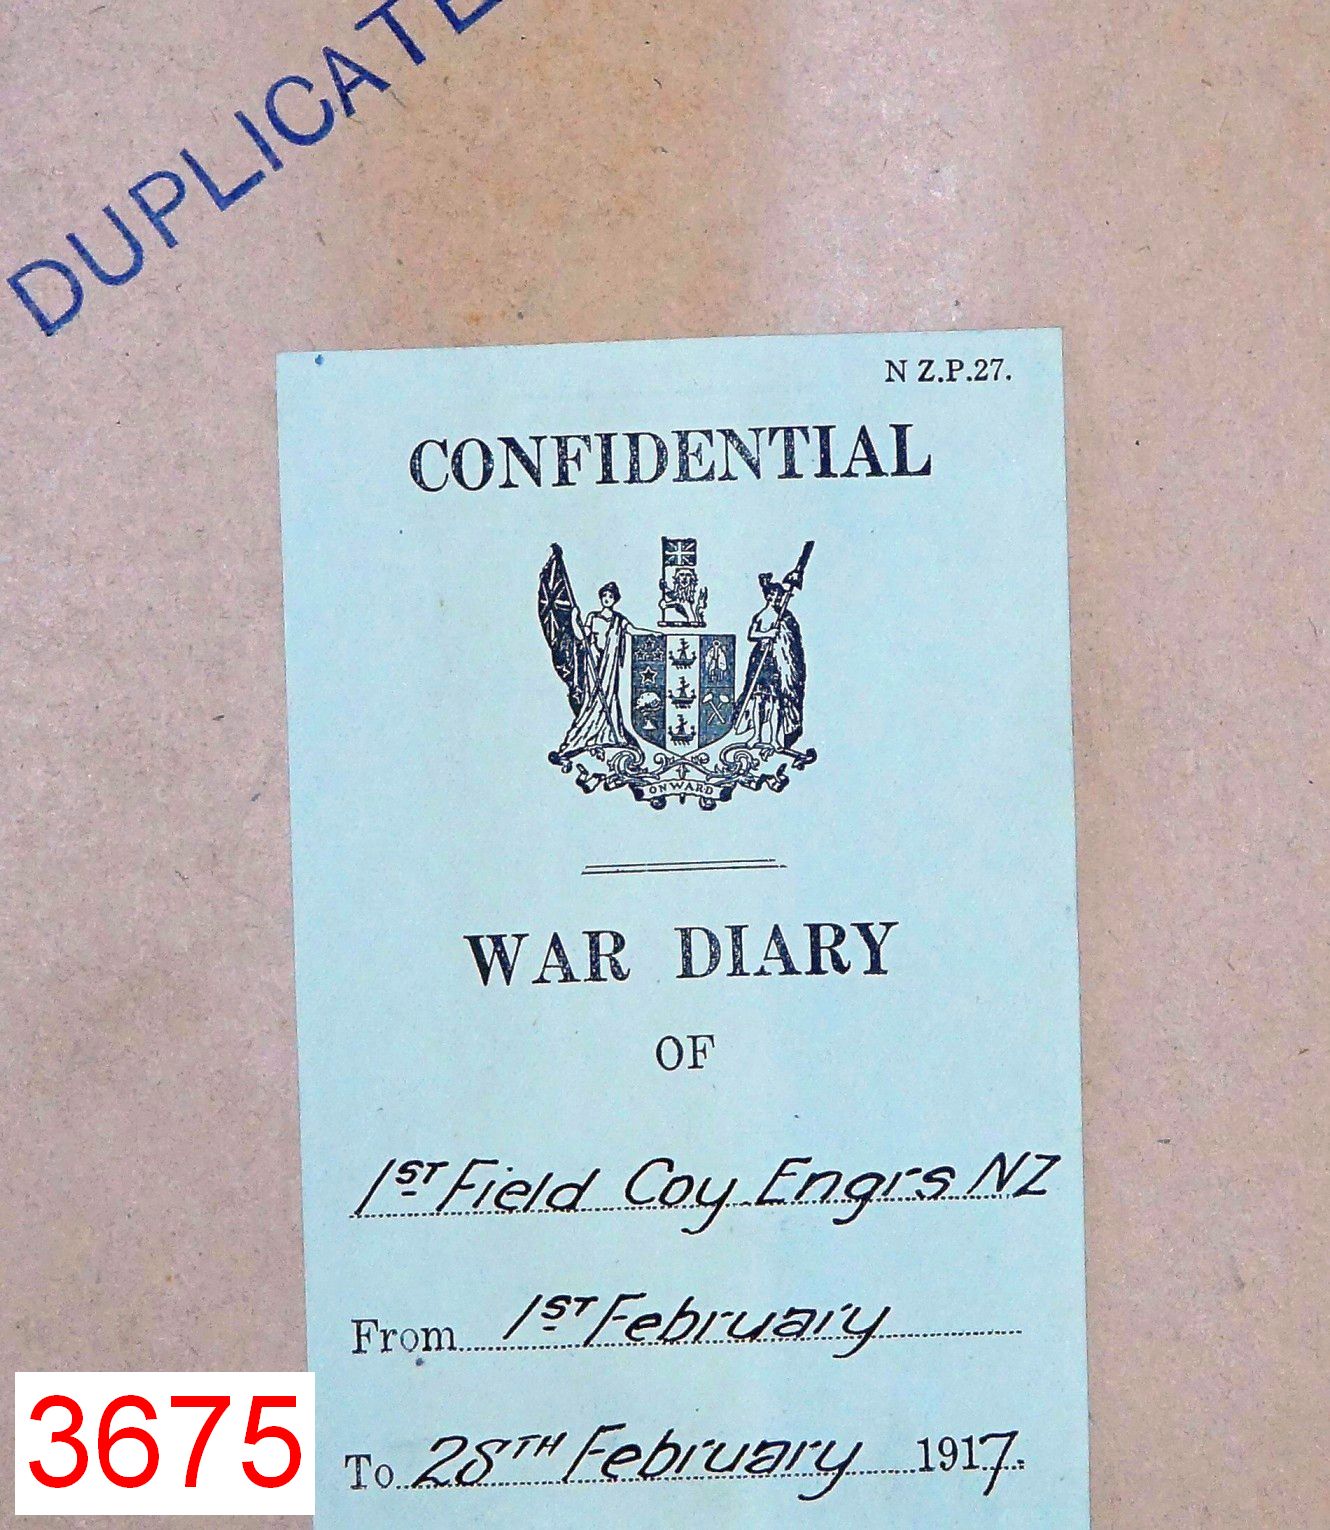 DUPLICATE
N Z.P.27.
CONFIDENTIAL
ONWARD
WAR DIARY
OF
1ST Field Coy Engrs NZ
From 1ST February
To 28TH February 1917.
3675